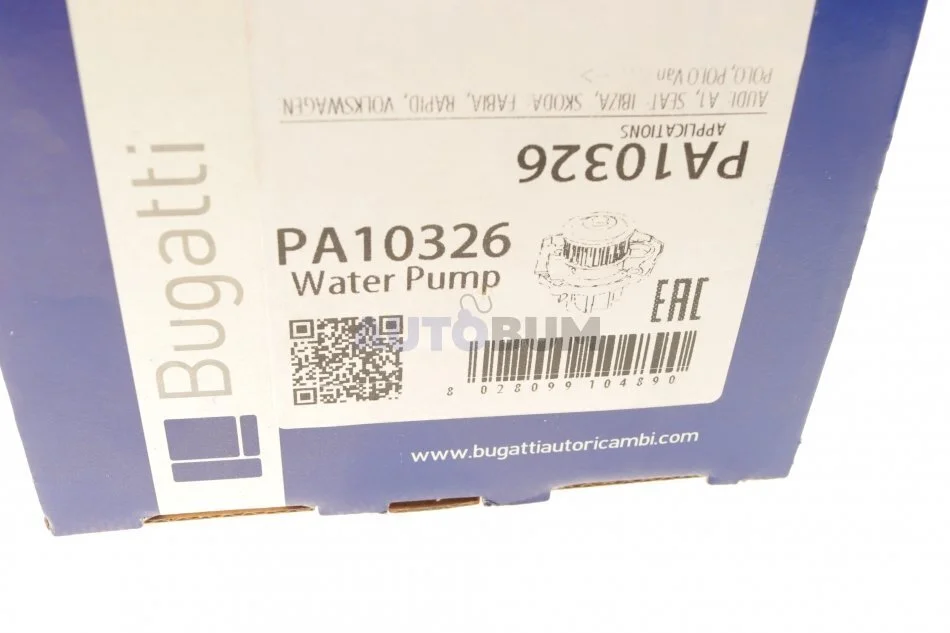 Bugatti
PA10326
APPLICATIONS
AUDI: A1, SEAT: IBIZA, SKODA: FABIA, RAPID, VOLKSWAGEN:
POLO, POLO Van
PA10326
Water Pump
EAC
AUTOBUM
8 028099 104890
www.bugattiautoricambi.com